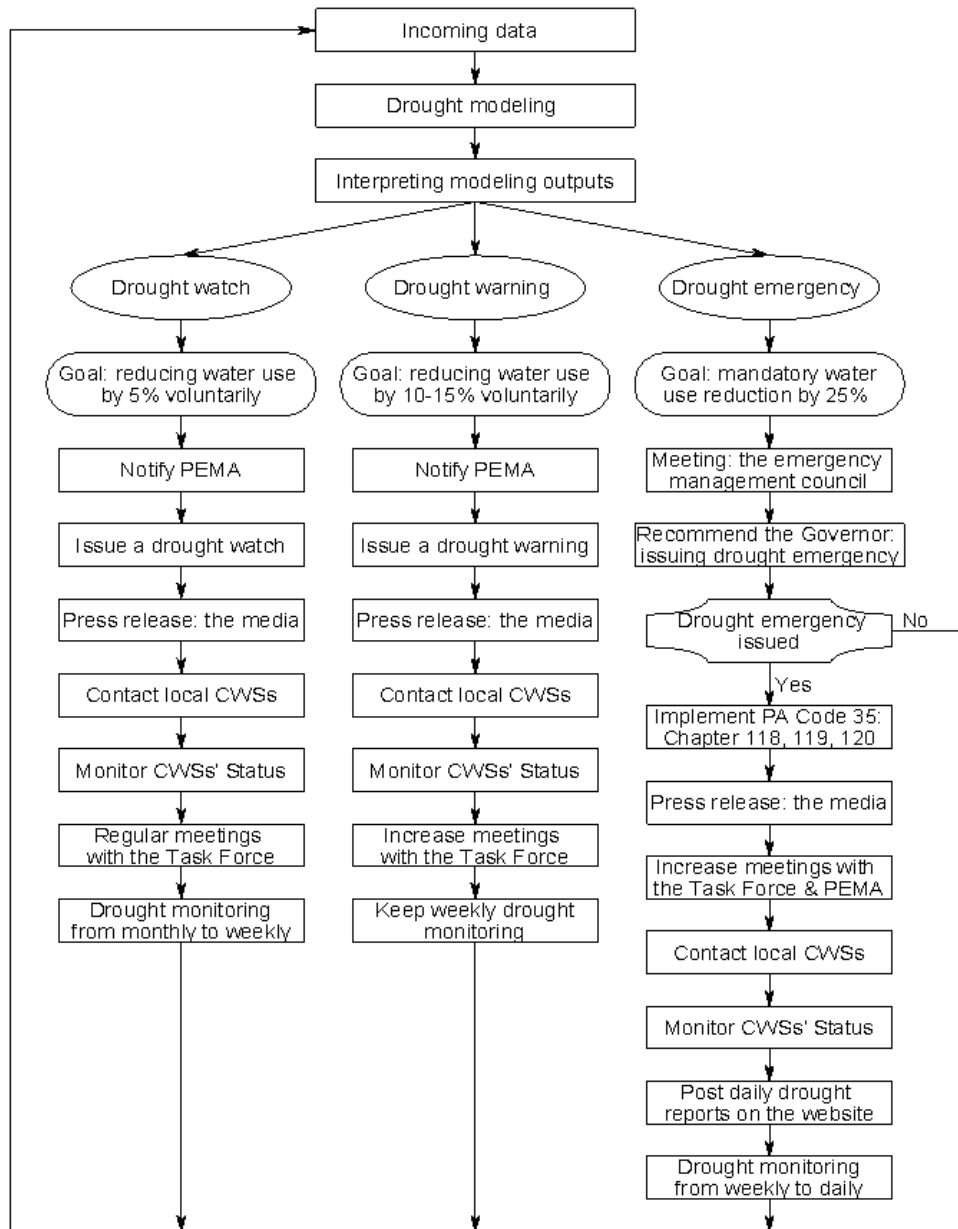 Incoming data
Drought modeling
Interpreting modeling outputs
Drought watch
Goal: reducing water use
by 5% voluntarily
Notify PEMA
Issue a drought watch
Press release: the media
Contact local CWSs
Monitor CWSs' Status
Regular meetings
with the Task Force
Drought monitoring
from monthly to weekly
Drought warning
Goal: reducing water use
by 10-15% voluntarily
Notify PEMA
Issue a drought warning
Press release: the media
Contact local CWSs
Monitor CWSs' Status
Increase meetings
with the Task Force
Keep weekly drought
monitoring
Drought emergency
Goal: mandatory water
use reduction by 25%
Meeting: the emergency
management council
Recommend the Governor:
issuing drought emergency
Drought emergency
issued
No
Yes
Implement PA Code 35:
Chapter 118, 119, 120
Press release: the media
Increase meetings with
the Task Force & PEMA
Contact local CWSs
Monitor CWSs' Status
Post daily drought
reports on the website
Drought monitoring
from weekly to daily